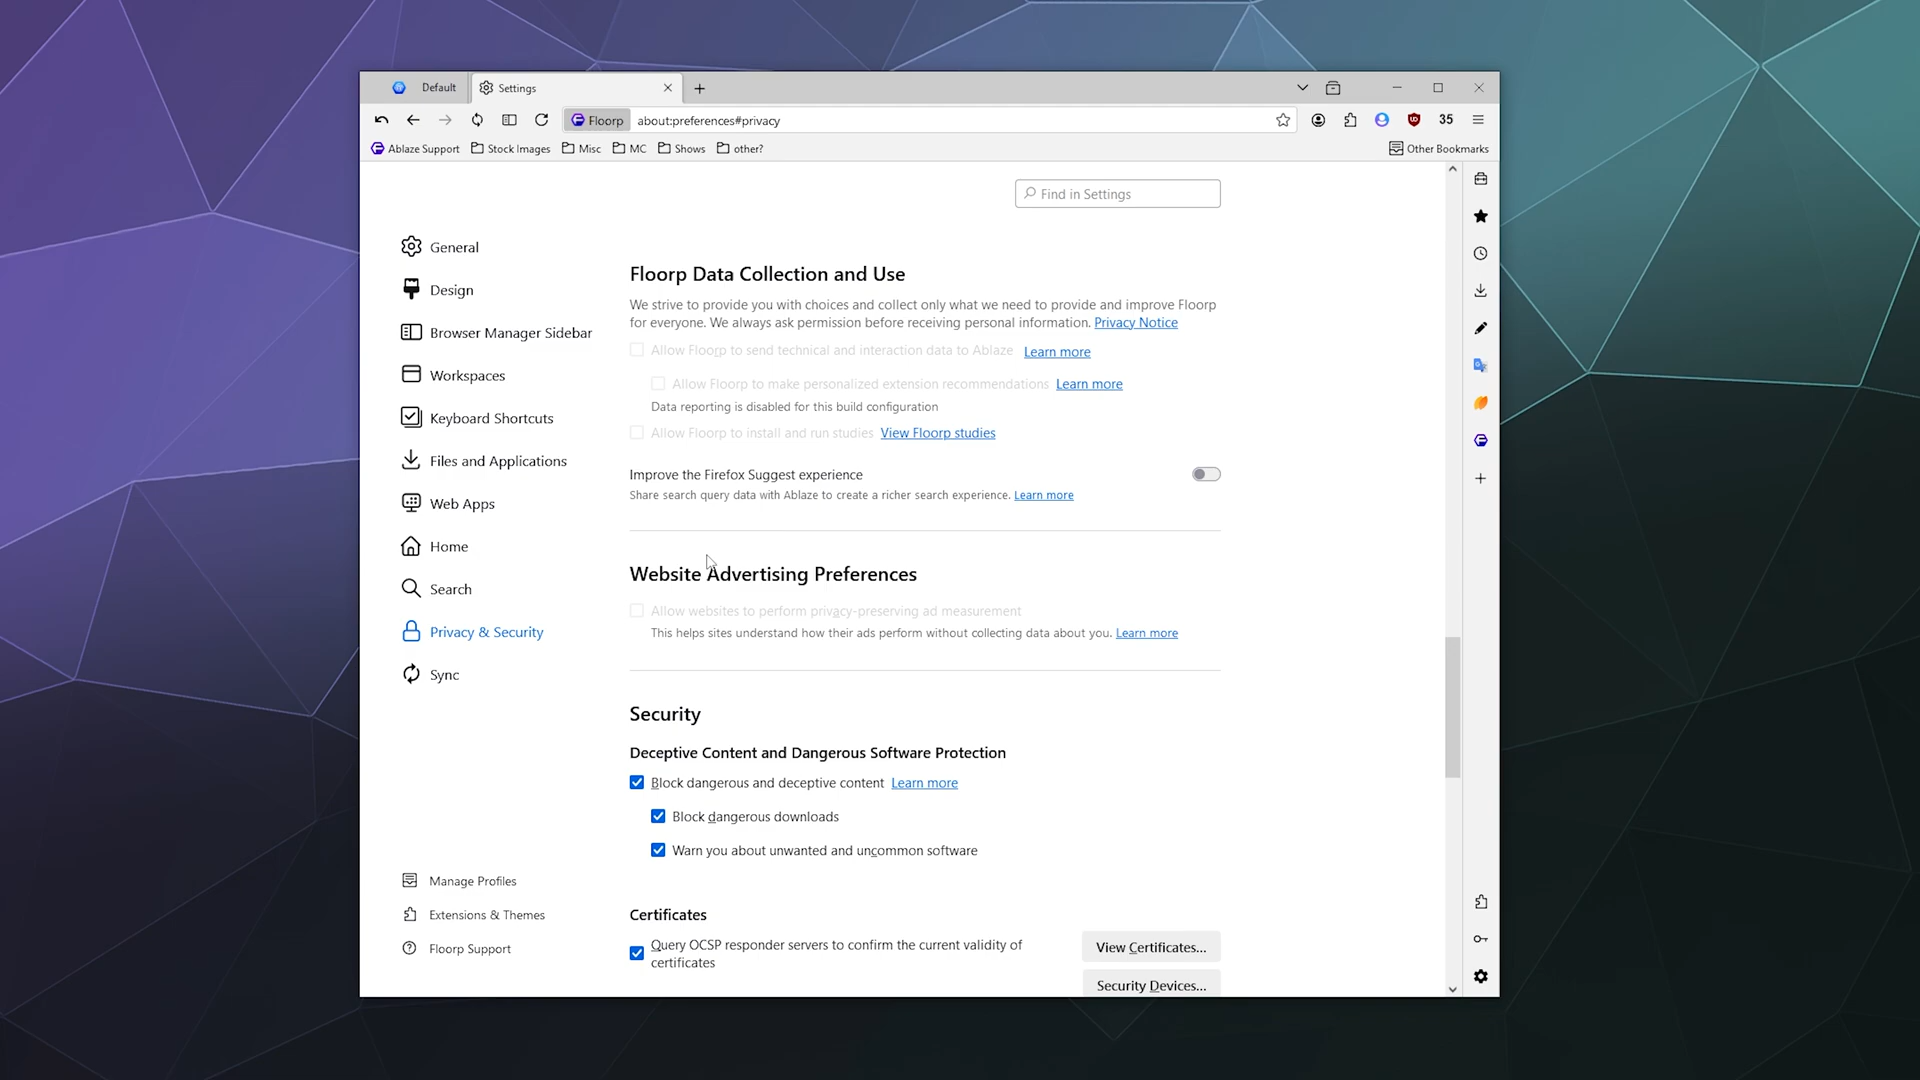 Default
Settings
Floorp
about:preferences#privacy
35
Ablaze Support
Stock Images
Misc
MC
Shows
other?
Other Bookmarks
Find in Settings
General
Design
Browser Manager Sidebar
Workspaces
Keyboard Shortcuts
Files and Applications
Web Apps
Home
Search
Privacy & Security
Sync
Manage Profiles
Extensions & Themes
Floorp Support
Floorp Data Collection and Use
We strive to provide you with choices and collect only what we need to provide and improve Floorp
for everyone. We always ask permission before receiving personal information. Privacy Notice
Allow Floorp to send technical and interaction data to Ablaze Learn more
Allow Floorp to make personalized extension recommendations Learn more
Data reporting is disabled for this build configuration
Allow Floorp to install and run studies View Floorp studies
Improve the Firefox Suggest experience
Share search query data with Ablaze to create a richer search experience. Learn more
Website Advertising Preferences
Allow websites to perform privacy-preserving ad measurement
This helps sites understand how their ads perform without collecting data about you. Learn more
Security
Deceptive Content and Dangerous Software Protection
Block dangerous and deceptive content Learn more
Block dangerous downloads
Warn you about unwanted and uncommon software
Certificates
Query OCSP responder servers to confirm the current validity of
certificates
View Certificates...
Security Devices...